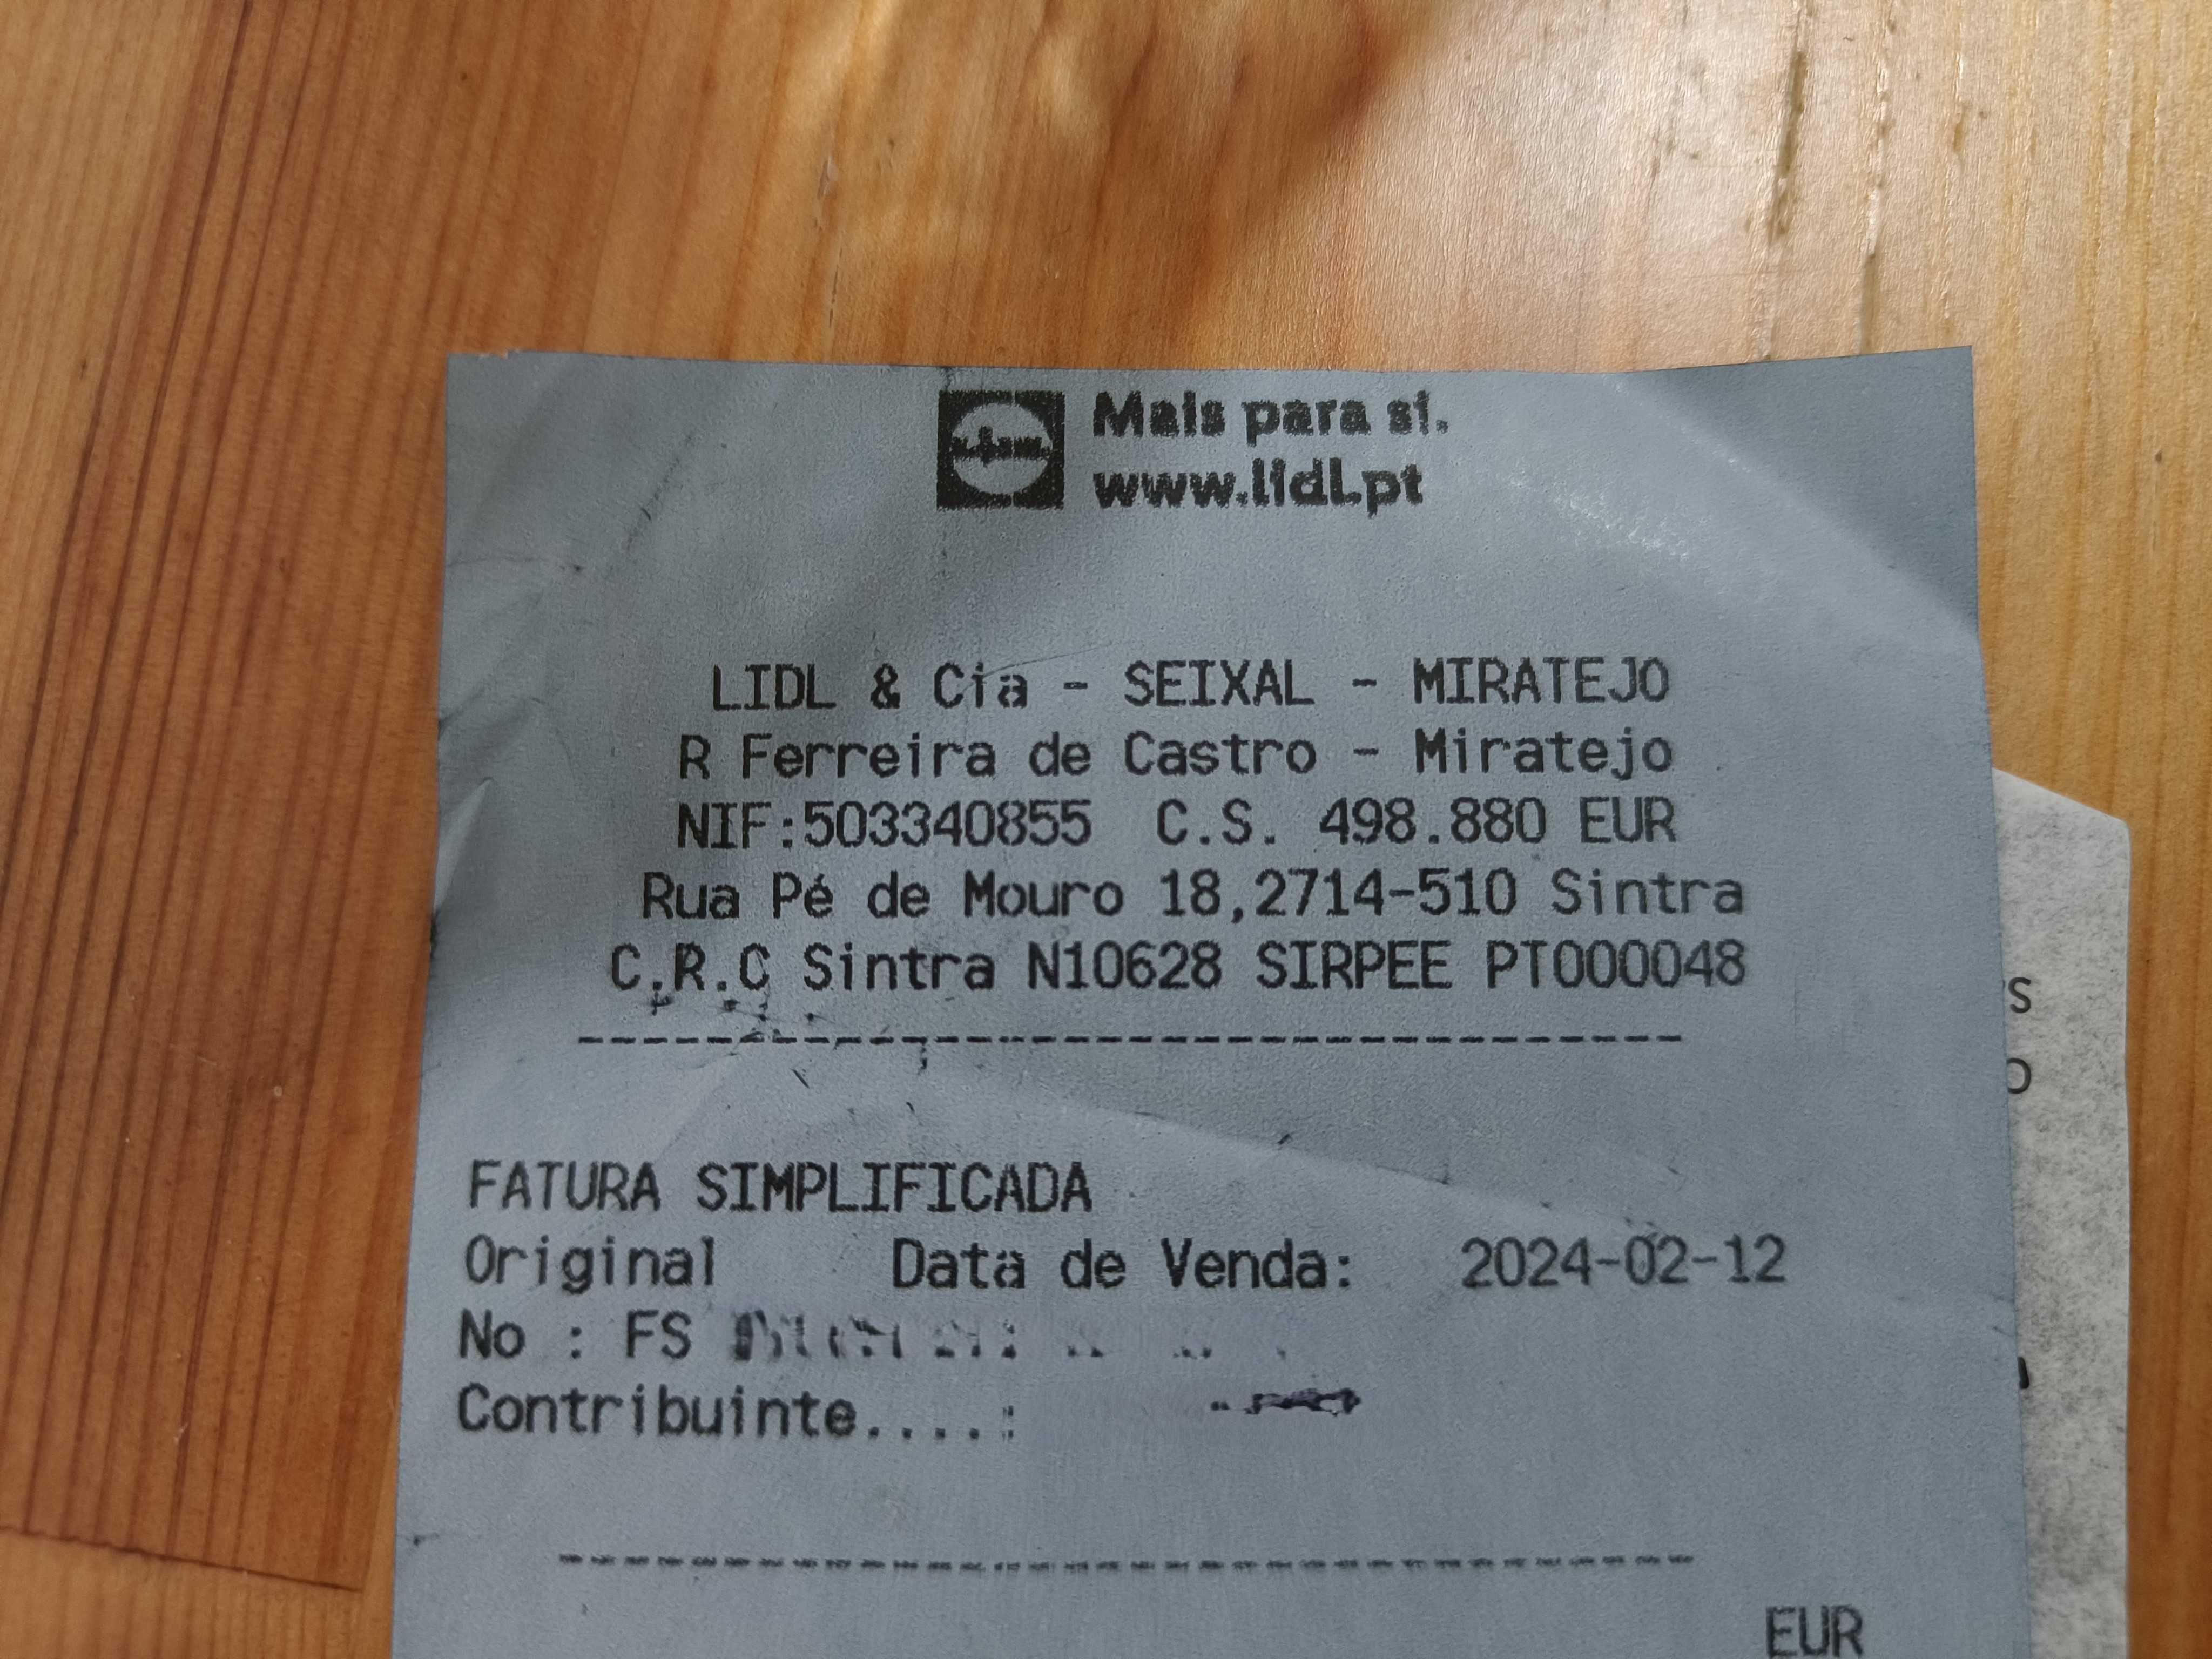 Mais para si.
www.lidl.pt
LIDL & Cia - SEIXAL - MIRATEJO
R Ferreira de Castro - Miratejo
NIF:503340855 C.S. 498.880 EUR
Rua Pé de Mouro 18,2714-510 Sintra
C.R.C Sintra N10628 SIRPEE PT000048
FATURA SIMPLIFICADA
Original Data de Venda: 2024-02-12
No : FS
Contribuinte....:
EUR